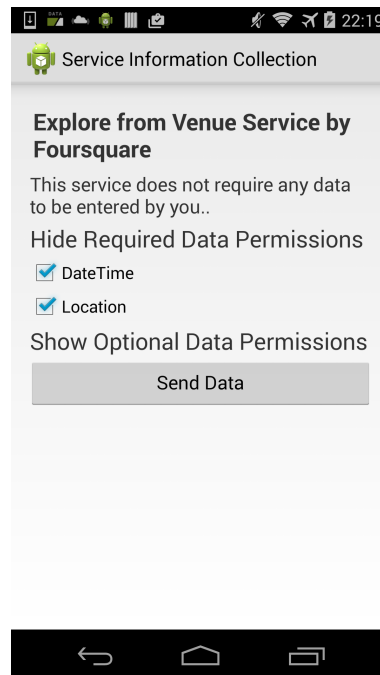 DATA
22:19
Service Information Collection
Explore from Venue Service by
Foursquare
This service does not require any data
to be entered by you..
Hide Required Data Permissions
DateTime
Location
Show Optional Data Permissions
Send Data